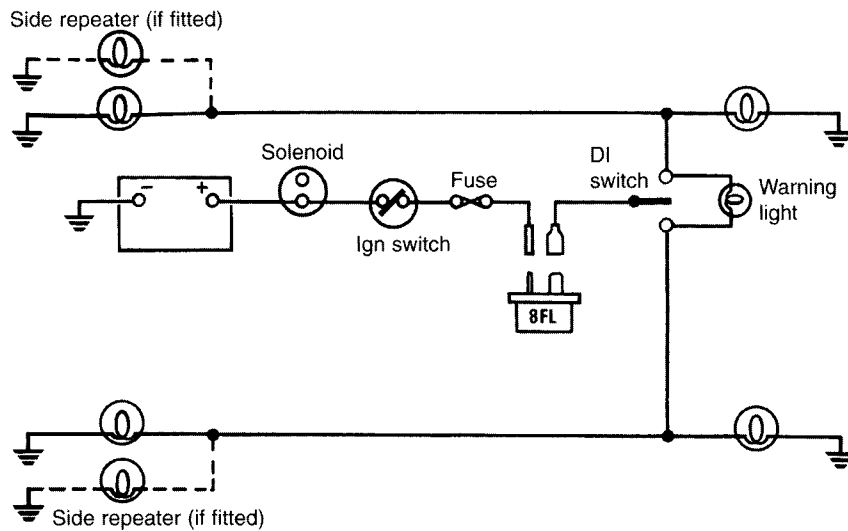 Side repeater (if fitted)
Solenoid
DI
switch
Fuse
Warning
light
Ign switch
- +
8FL
Side repeater (if fitted)